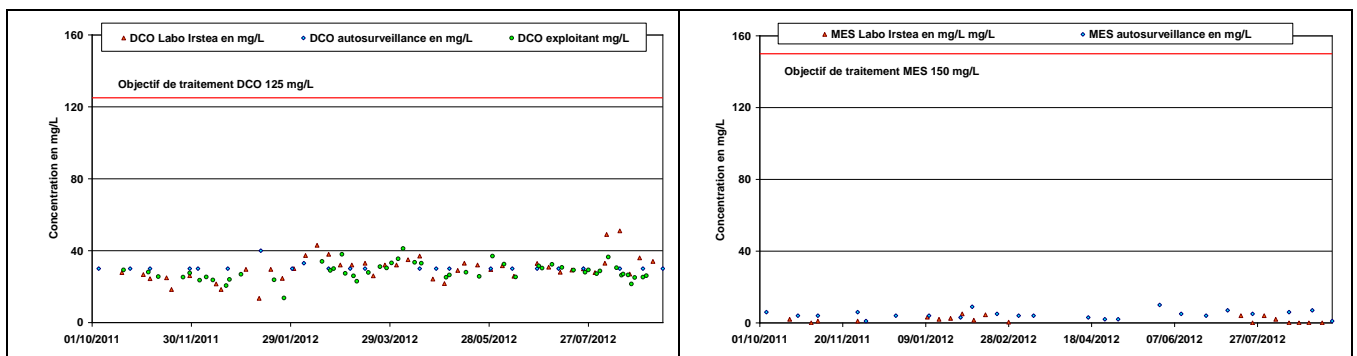 DCO Labo Irstea en mg/L DCO autosurveillance en mg/L DCO exploitant mg/L
Objectif de traitement DCO 125 mg/L
Concentration en mg/L
160
120
80
40
0
01/10/2011 30/11/2011 29/01/2012 29/03/2012 28/05/2012 27/07/2012
MES Labo Irstea en mg/L mg/L MES autosurveillance en mg/L
Objectif de traitement MES 150 mg/L
Concentration en mg/L
160
120
80
40
0
01/10/2011 20/11/2011 09/01/2012 28/02/2012 18/04/2012 07/06/2012 27/07/2012